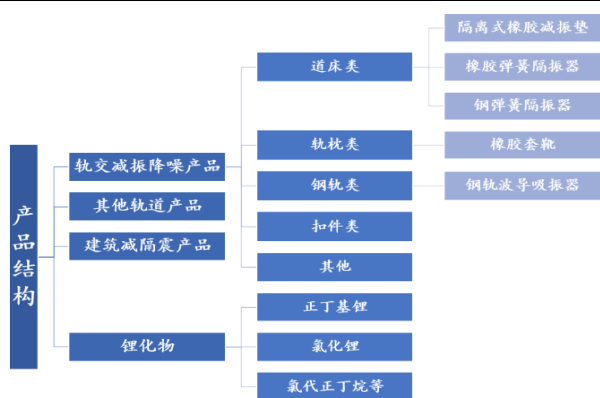 产品结构
轨交减振降噪产品
其他轨道产品
建筑减隔震产品
锂化物
道床类
轨枕类
钢轨类
扣件类
其他
正丁基锂
氯化锂
氯代正丁烷等
隔离式橡胶减振垫
橡胶弹簧隔振器
钢弹簧隔振器
橡胶套靴
钢轨波导吸振器